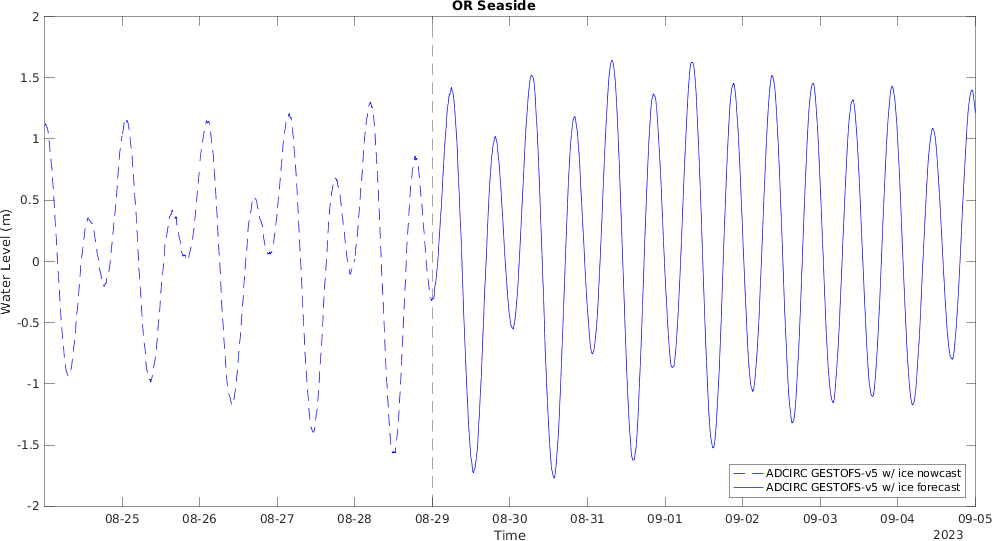 OR Seaside
2
1.5
1
0.5
0
-0.5
-1
-1.5
-2
Water Level (m)
ADCIRC GESTOFS-v5 w/ ice nowcast
ADCIRC GESTOFS-v5 w/ ice forecast
08-25 08-26 08-27 08-28 08-29 08-30 08-31 09-01 09-02 09-03 09-04 09-05
Time
2023